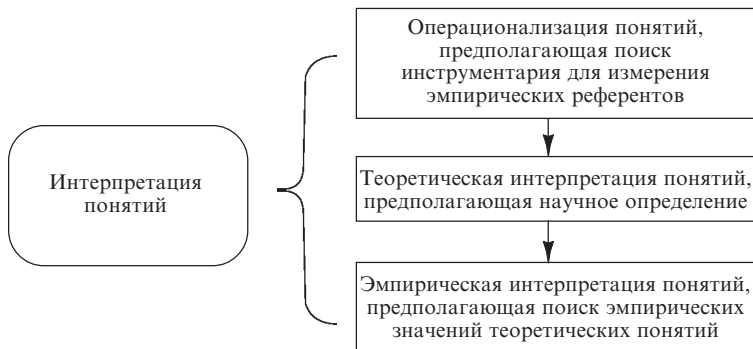 Операционализация понятий,
предполагающая поиск
инструментария для измерения
эмпирических референтов
Интерпретация
понятий
Теоретическая интерпретация понятий,
предполагающая научное определение
Эмпирическая интерпретация понятий,
предполагающая поиск эмпирических
значений теоретических понятий